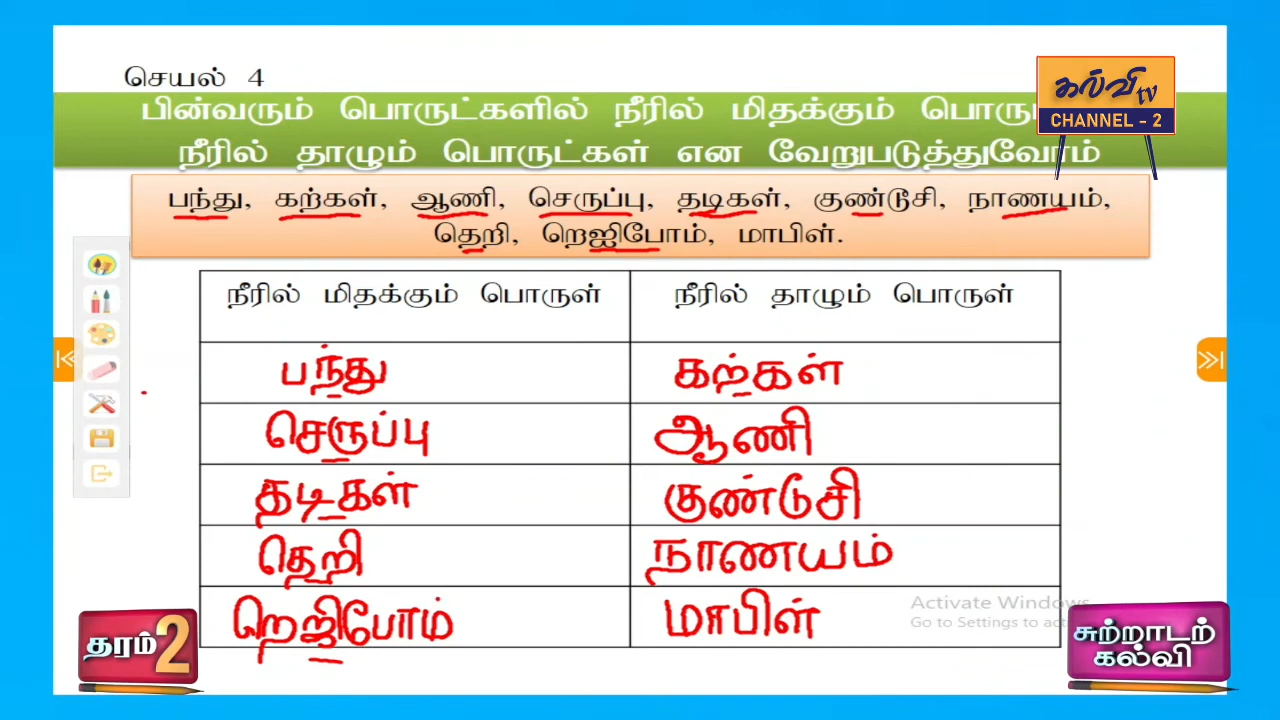 செயல் 4
பின்வரும் பொருட்களில் நீரில் மிதக்கும்
நீரில் தாழும் பொருட்கள் என வேறுபடுத்துவோம்
கல்வி tv
CHANNEL - 2
பந்து, கற்கள், ஆணி, செருப்பு, தடிகள், குண்டூசி, நாணயம்,
தெறி, றெஜிபோம், மாபிள்.
நீரில் மிதக்கும் பொருள் நீரில் தாழும் பொருள்
பந்து கற்கள்
செருப்பு ஆணி
தடிகள் குண்டுசி
தெறி நாணயம்
றெஜிபோம் மாபிள்
Activate Windows
Go to Settings to
தரம் 2
சுற்றாடற்
கல்வி